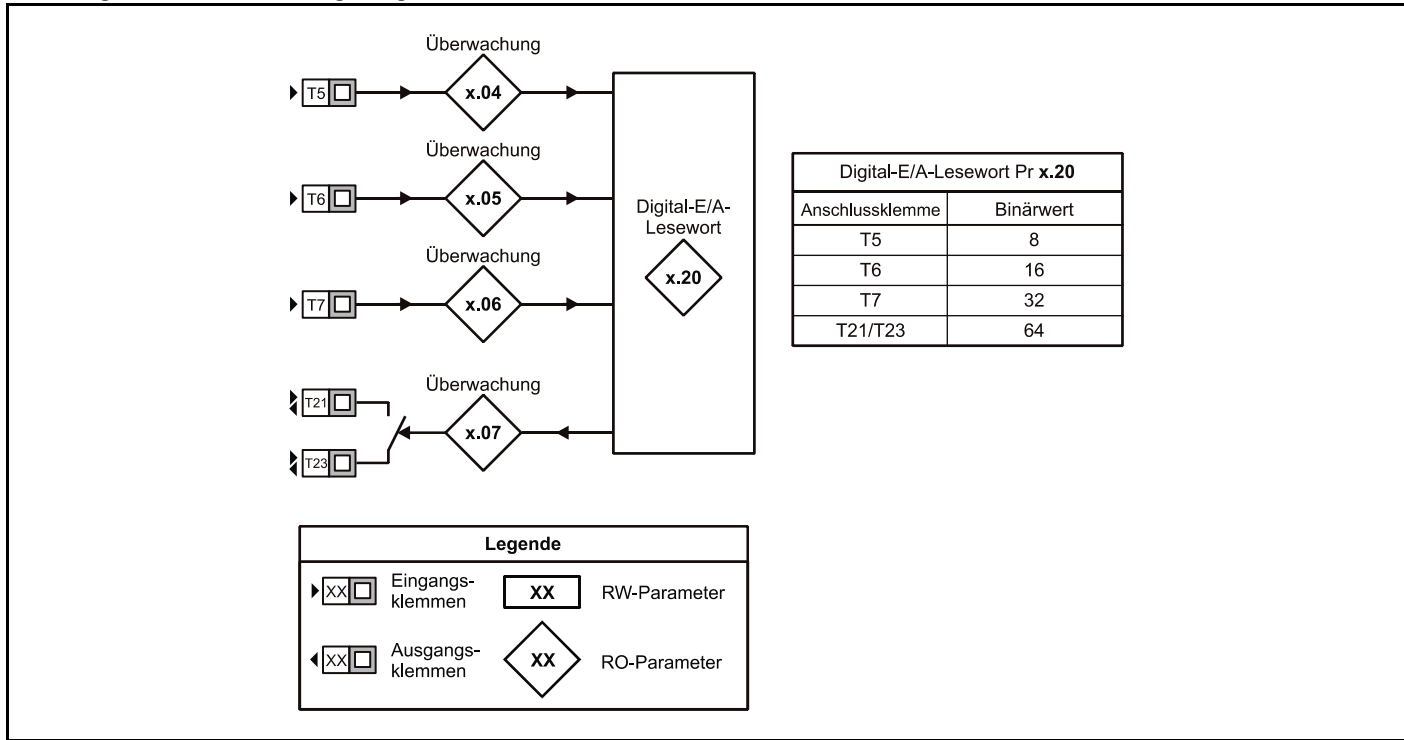 Überwachung
T5
x.04
Überwachung
T6
x.05
Überwachung
T7
x.06
Digital-E/A-
Lesewort
x.20
Überwachung
T21
x.07
T23
Digital-E/A-Lesewort Pr x.20
Anschlussklemme Binärwert
T5 8
T6 16
T7 32
T21/T23 64
Legende
XX Eingangs-
klemmen
XX RW-Parameter
XX Ausgangs-
klemmen
XX RO-Parameter